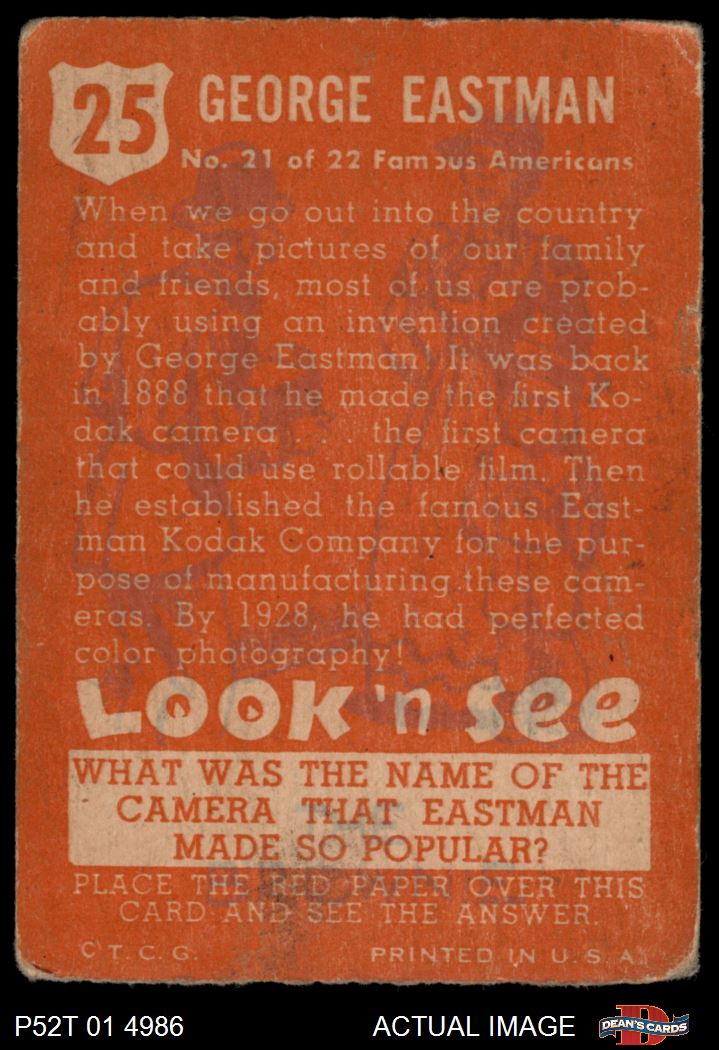 25
GEORGE EASTMAN
No. 21 of 22 Famous Americans
When we go out into the country
and take pictures of our family
and friends, most of us are prob-
ably using an invention created
by George Eastman. It was back
in 1888 that he made the first Ko-
dak camera . . . the first camera
that could use rollable film. Then
he established the famous East-
man Kodak Company for the pur-
pose of manufacturing these cam-
eras. By 1928, he had perfected
color photography!
LOOK 'n SEE
WHAT WAS THE NAME OF THE
CAMERA THAT EASTMAN
MADE SO POPULAR?
PLACE THE RED PAPER OVER THIS
CARD AND SEE THE ANSWER.
© T. C. G. PRINTED IN U. S. A.
P52T 01 4986 ACTUAL IMAGE D DEAN'S CARDS